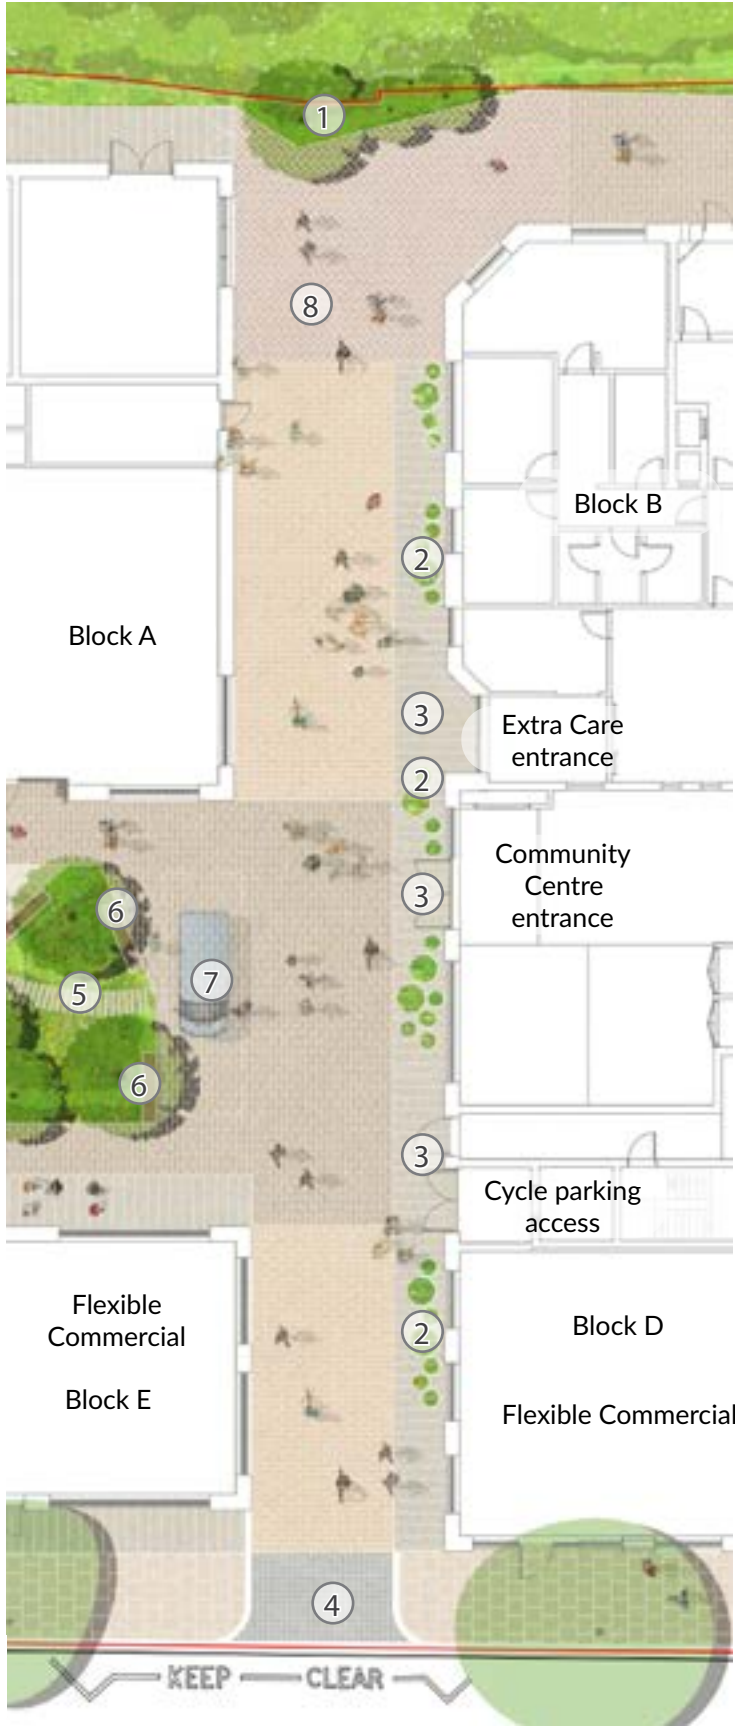 1
8
Block B
2
Block A
3
Extra Care
entrance
2
Community
Centre
entrance
3
6
7
5
6
3
Cycle parking
access
Flexible
Commercial
Block E
2
Block D
Flexible Commercial
4
KEEP CLEAR